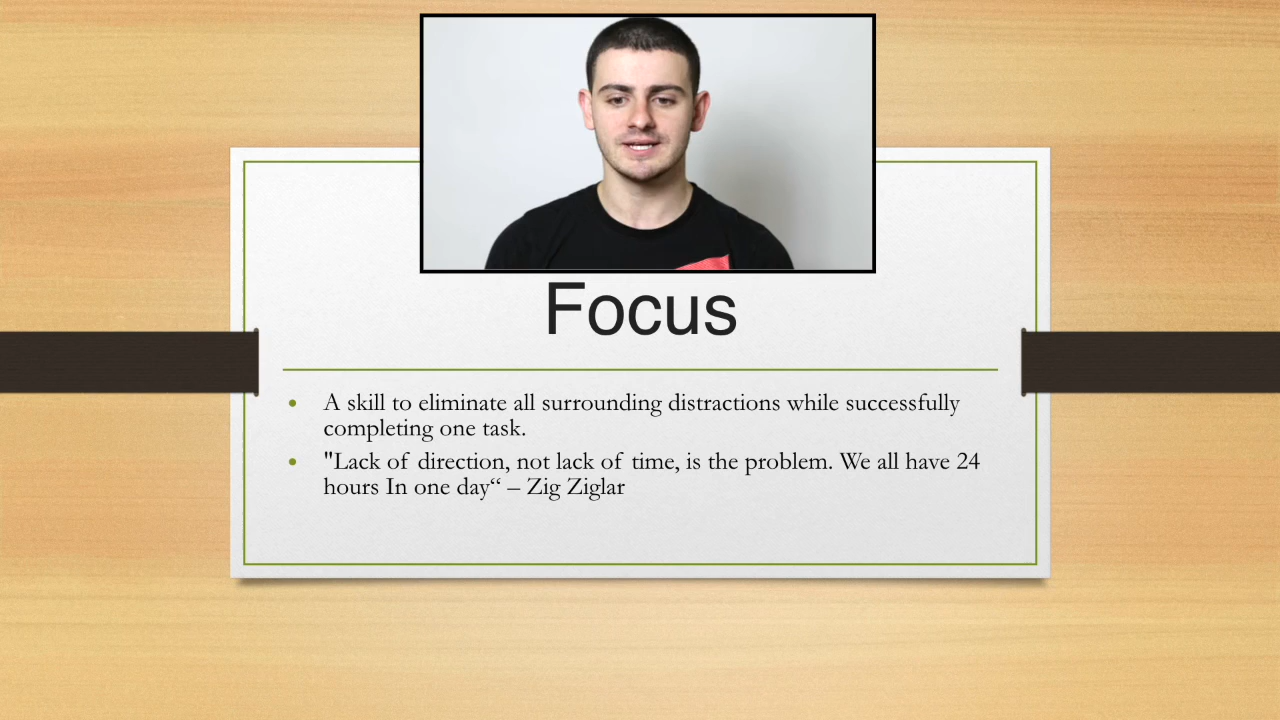 Focus
A skill to eliminate all surrounding distractions while successfully
completing one task.
"Lack of direction, not lack of time, is the problem. We all have 24
hours In one day“ – Zig Ziglar